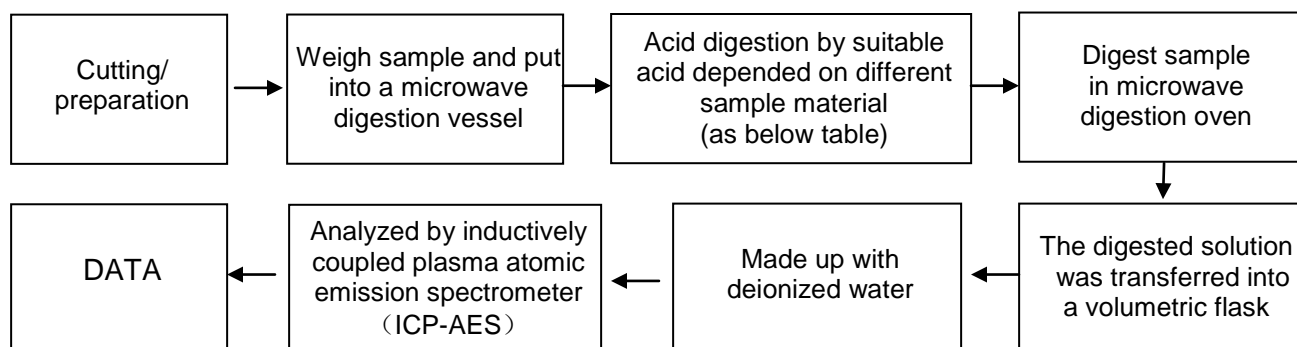 Cutting/
preparation
Weigh sample and put
into a microwave
digestion vessel
Acid digestion by suitable
acid depended on different
sample material
(as below table)
Digest sample
in microwave
digestion oven
The digested solution
was transferred into
a volumetric flask
Made up with
deionized water
Analyzed by inductively
coupled plasma atomic
emission spectrometer
（ICP-AES）
DATA